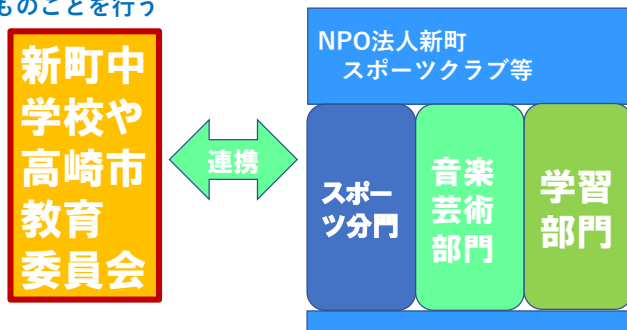 ものことを行う
新町中
学校や
高崎市
教育
委員会
連携
NPO法人新町
スポーツクラブ等
スポー
ツ分門
音楽
芸術
部門
学習
部門